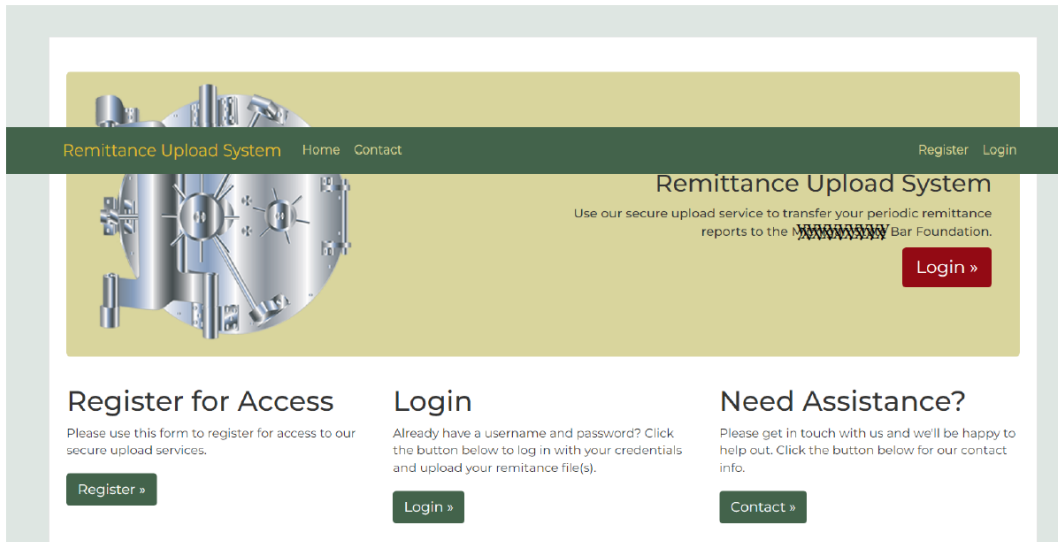 Remittance Upload System Home Contact Register Login
Remittance Upload System
Use our secure upload service to transfer your periodic remittance
reports to the Bar Foundation.
Login »
Register for Access
Please use this form to register for access to our
secure upload services.
Register »
Login
Already have a username and password? Click
the button below to log in with your credentials
and upload your remitance file(s).
Login »
Need Assistance?
Please get in touch with us and we'll be happy to
help out. Click the button below for our contact
info.
Contact »